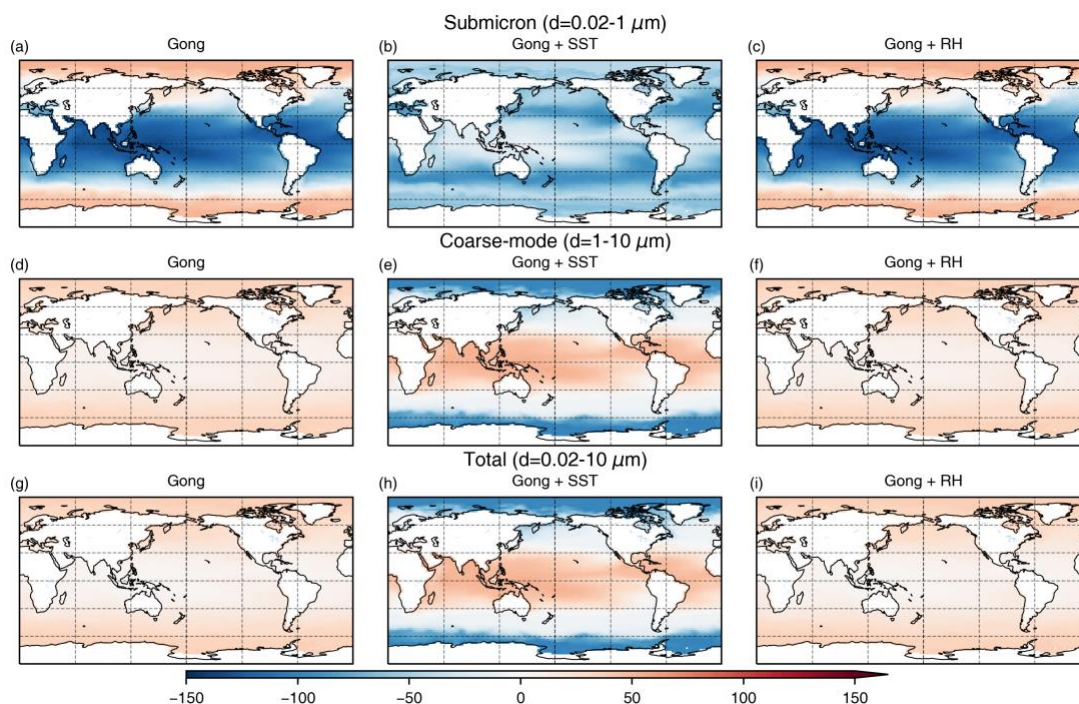 Submicron (d=0.02-1 μm)
(a) Gong (b) Gong + SST (c) Gong + RH
Coarse-mode (d=1-10 μm)
(d) Gong (e) Gong + SST (f) Gong + RH
Total (d=0.02-10 μm)
(g) Gong (h) Gong + SST (i) Gong + RH
−150 −100 −50 0 50 100 150